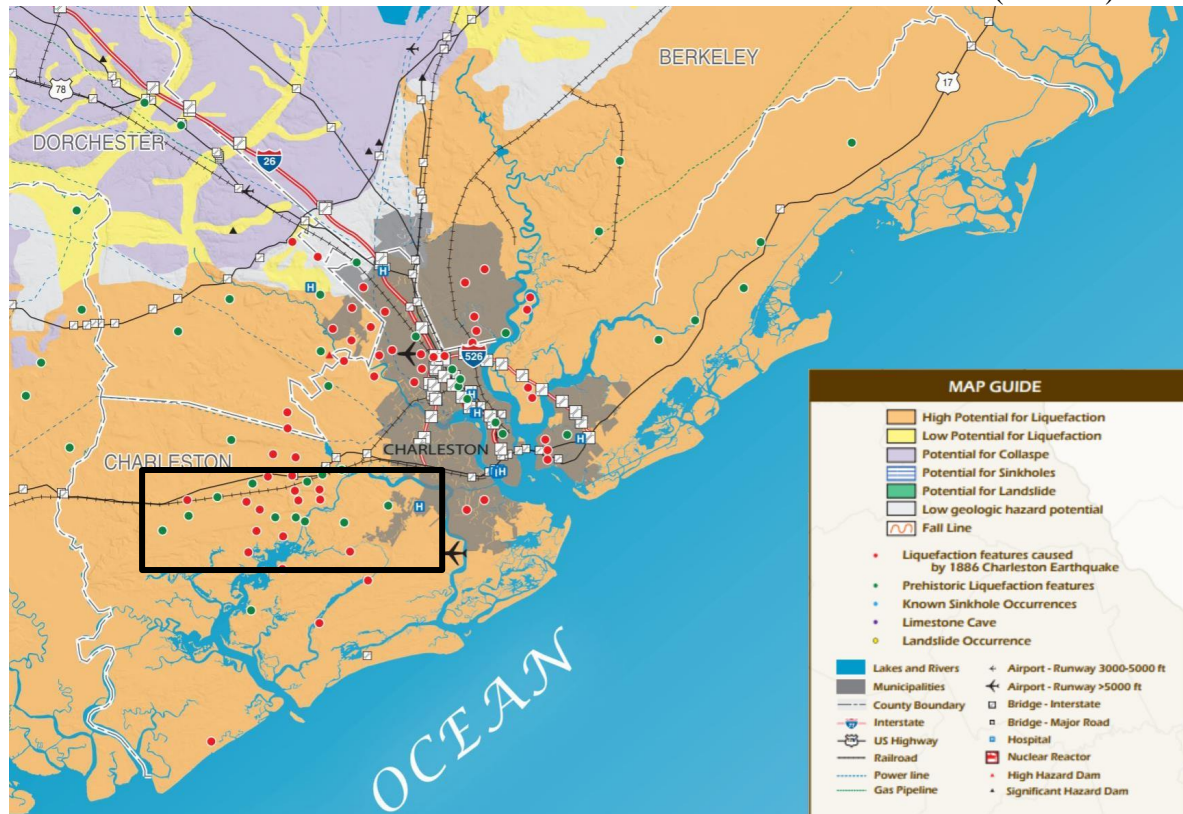 BERKELEY
17
78
DORCHESTER
26
H
H
526
H
H
H
CHARLESTON
CHARLESTON
H
H
OCEAN
MAP GUIDE
High Potential for Liquefaction
Low Potential for Liquefaction
Potential for Collaspe
Potential for Sinkholes
Potential for Landslide
Low geologic hazard potential
Fall Line
Liquefaction features caused
by 1886 Charleston Earthquake
Prehistoric Liquefaction features
Known Sinkhole Occurrences
Limestone Cave
Landslide Occurrence
Lakes and Rivers
Municipalities
County Boundary
Interstate
US Highway
Railroad
Power line
Gas Pipeline
Airport - Runway 3000-5000 ft
Airport - Runway >5000 ft
Bridge - Interstate
Bridge - Major Road
Hospital
Nuclear Reactor
High Hazard Dam
Significant Hazard Dam